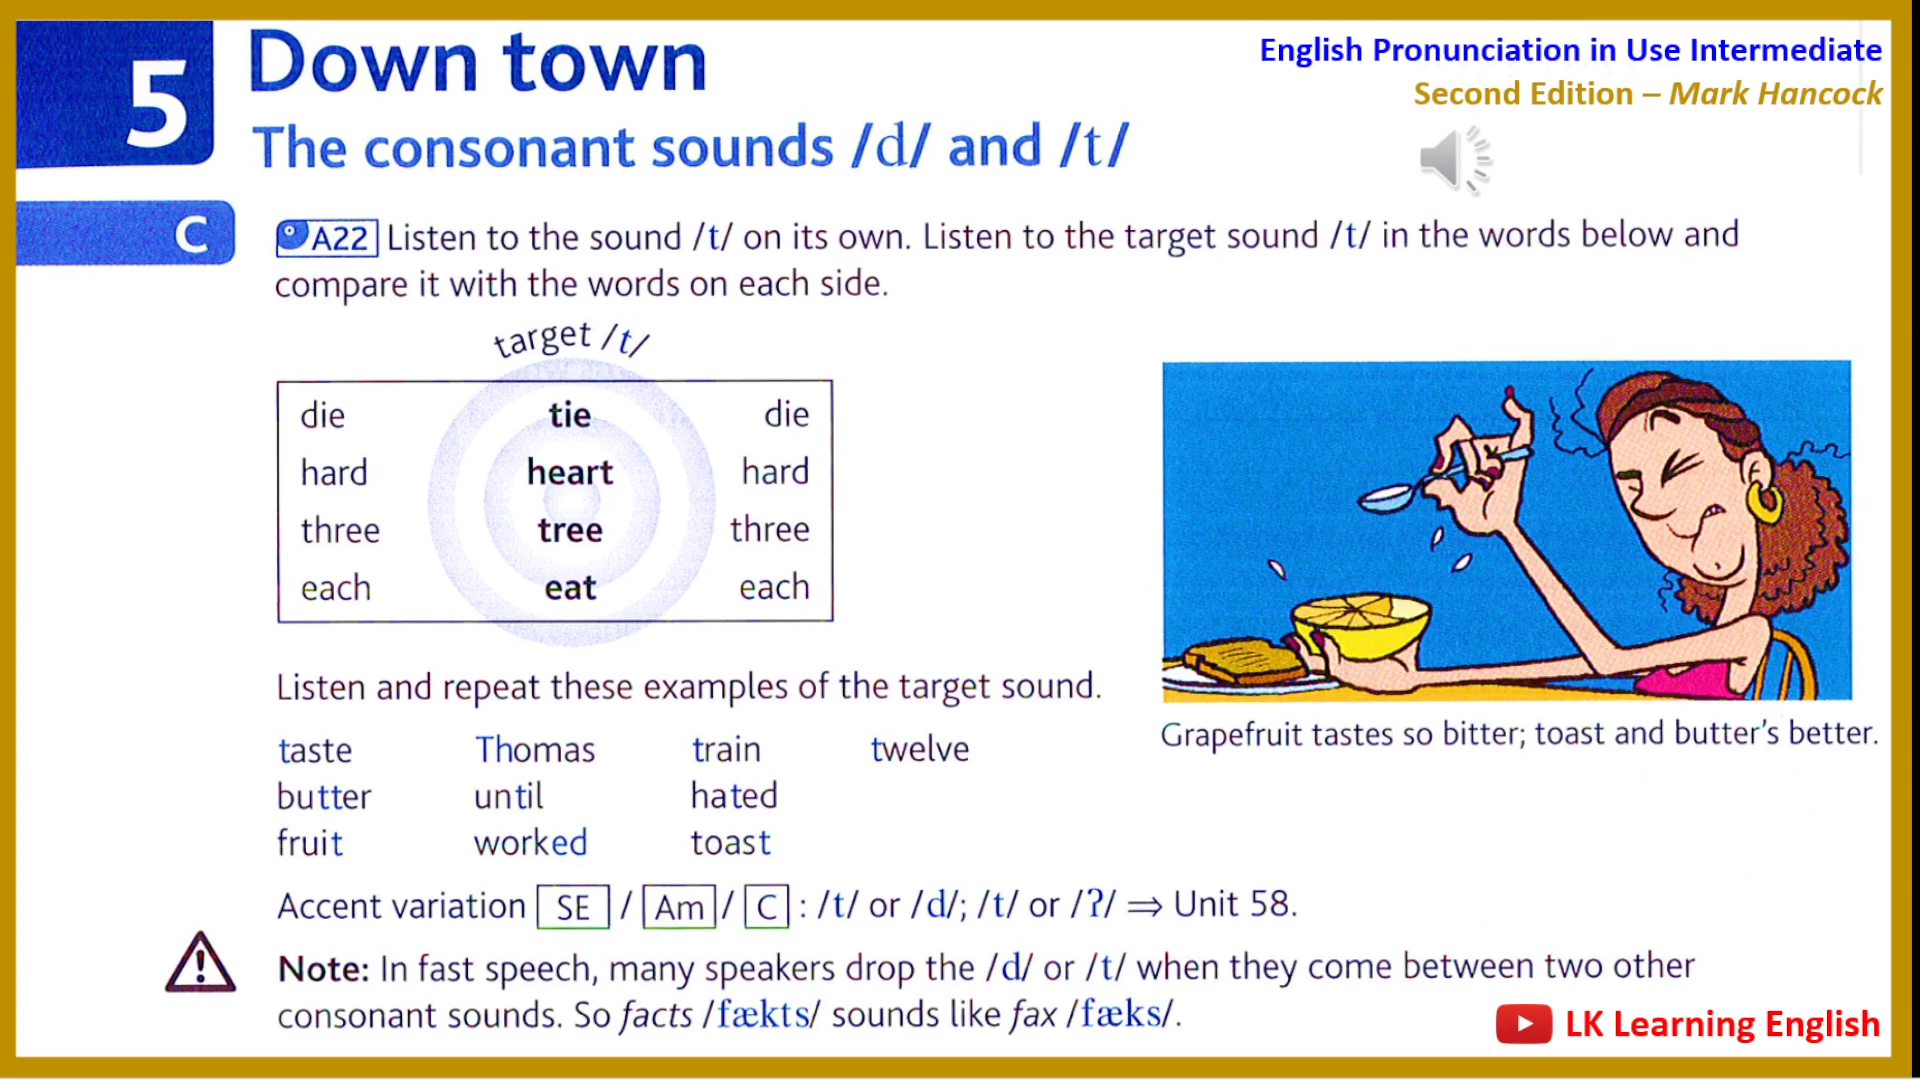 5
Down town
English Pronunciation in Use Intermediate
Second Edition – Mark Hancock
The consonant sounds /d/ and /t/
C
A22 Listen to the sound /t/ on its own. Listen to the target sound /t/ in the words below and
compare it with the words on each side.
target /t/
die tie die
hard heart hard
three tree three
each eat each
Listen and repeat these examples of the target sound.
Grapefruit tastes so bitter; toast and butter's better.
taste Thomas train twelve
butter until hated
fruit worked toast
Accent variation SE / Am / C : /t/ or /d/; /t/ or /ʔ/ ⇒ Unit 58.
Note: In fast speech, many speakers drop the /d/ or /t/ when they come between two other
consonant sounds. So facts /fækts/ sounds like fax /fæks/.
LK Learning English